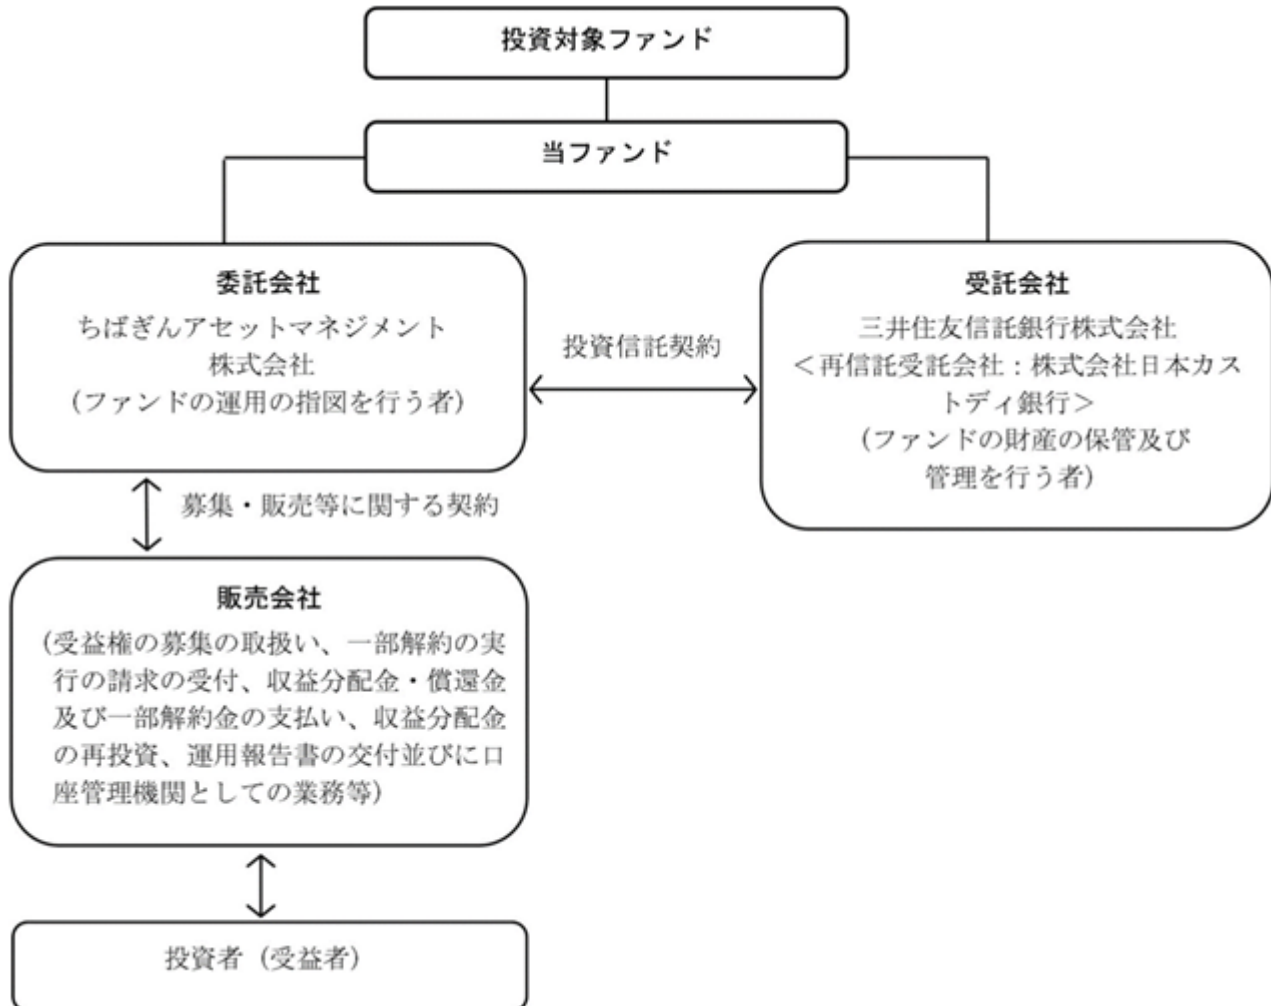 投資対象ファンド
当ファンド
委託会社
ちばぎんアセットマネジメント
株式会社
(ファンドの運用の指図を行う者)
投資信託契約
受託会社
三井住友信託銀行株式会社
＜再信託受託会社：株式会社日本カス
トディ銀行＞
(ファンドの財産の保管及び
管理を行う者)
募集・販売等に関する契約
販売会社
(受益権の募集の取扱い、一部解約の実
行の請求の受付、収益分配金・償還金
及び一部解約金の支払い、収益分配金
の再投資、運用報告書の交付並びに口
座管理機関としての業務等)
投資者（受益者）